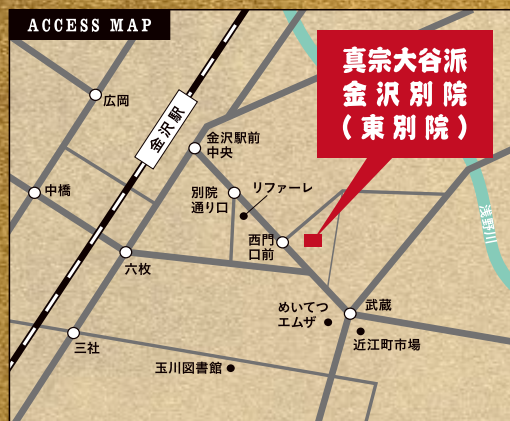 ACCESS MAP
真宗大谷派
金沢別院
（東別院）
広岡
金沢駅
金沢駅前
中央
中橋
別院
通り口
リファーレ
浅野川
西門
口前
六枚
めいてつ
エムザ
武蔵
近江町市場
三社
玉川図書館